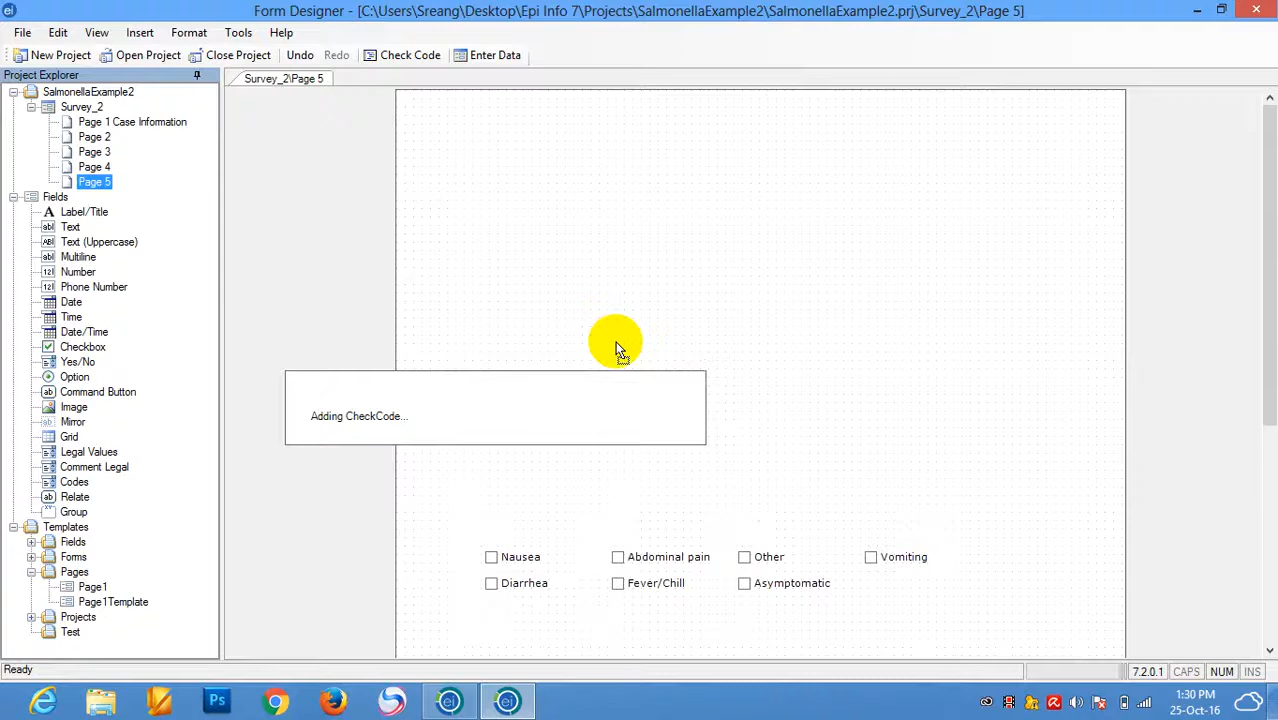 Form Designer - [C:\Users\Sreang\Desktop\Epi Info 7\Projects\SalmonellaExample2\SalmonellaExample2.prj\Survey_2\Page 5]
File Edit View Insert Format Tools Help
New Project Open Project Close Project Undo Redo Check Code Enter Data
Project Explorer
Survey_2\Page 5
SalmonellaExample2
Survey_2
Page 1 Case Information
Page 2
Page 3
Page 4
Page 5
Fields
Label/Title
Text
Text (Uppercase)
Multiline
Number
Phone Number
Date
Time
Date/Time
Checkbox
Yes/No
Option
Command Button
Image
Mirror
Grid
Legal Values
Comment Legal
Codes
Relate
Group
Templates
Fields
Forms
Pages
Page1
Page1Template
Projects
Test
Adding CheckCode...
Nausea Abdominal pain Other Vomiting
Diarrhea Fever/Chill Asymptomatic
Ready
7.2.0.1 CAPS NUM INS
1:30 PM
25-Oct-16